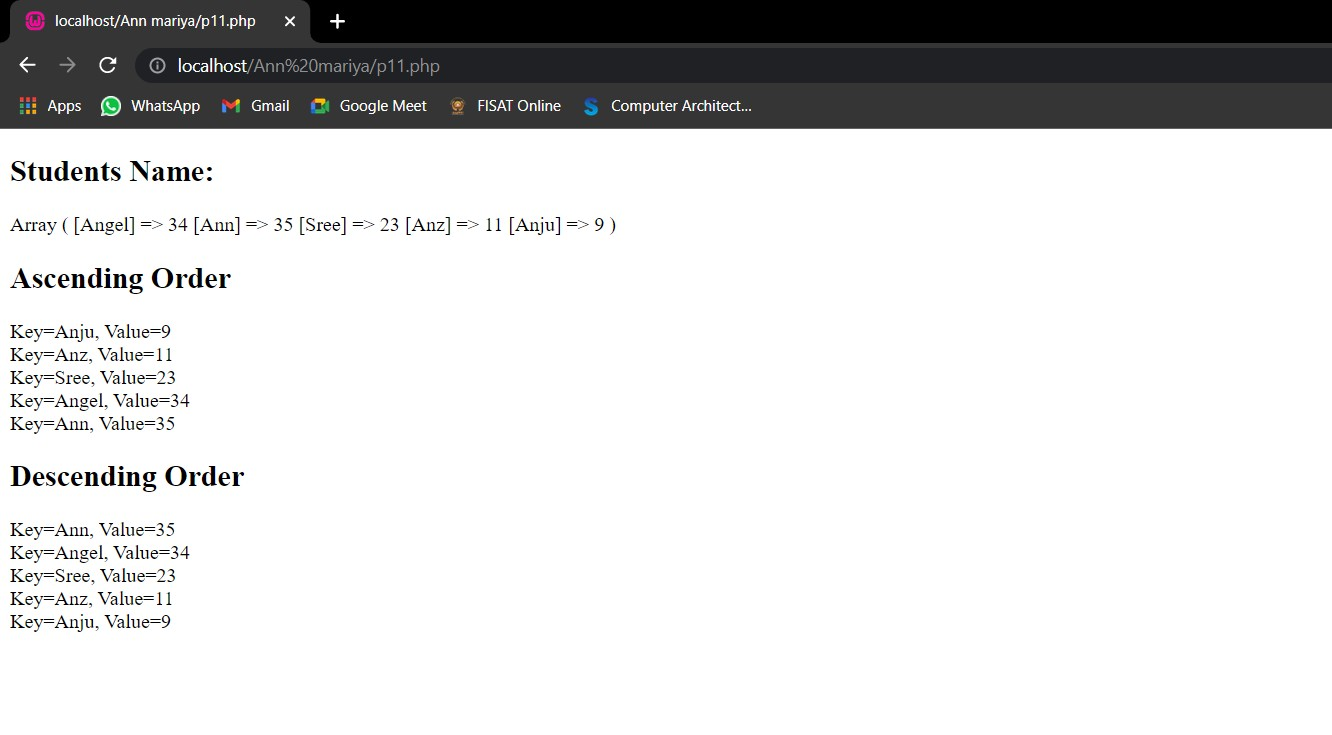 localhost/Ann mariya/p11.php
localhost/Ann%20mariya/p11.php
Apps WhatsApp Gmail Google Meet FISAT Online Computer Architect...
Students Name:
Array ( [Angel] => 34 [Ann] => 35 [Sree] => 23 [Anz] => 11 [Anju] => 9 )
Ascending Order
Key=Anju, Value=9
Key=Anz, Value=11
Key=Sree, Value=23
Key=Angel, Value=34
Key=Ann, Value=35
Descending Order
Key=Ann, Value=35
Key=Angel, Value=34
Key=Sree, Value=23
Key=Anz, Value=11
Key=Anju, Value=9